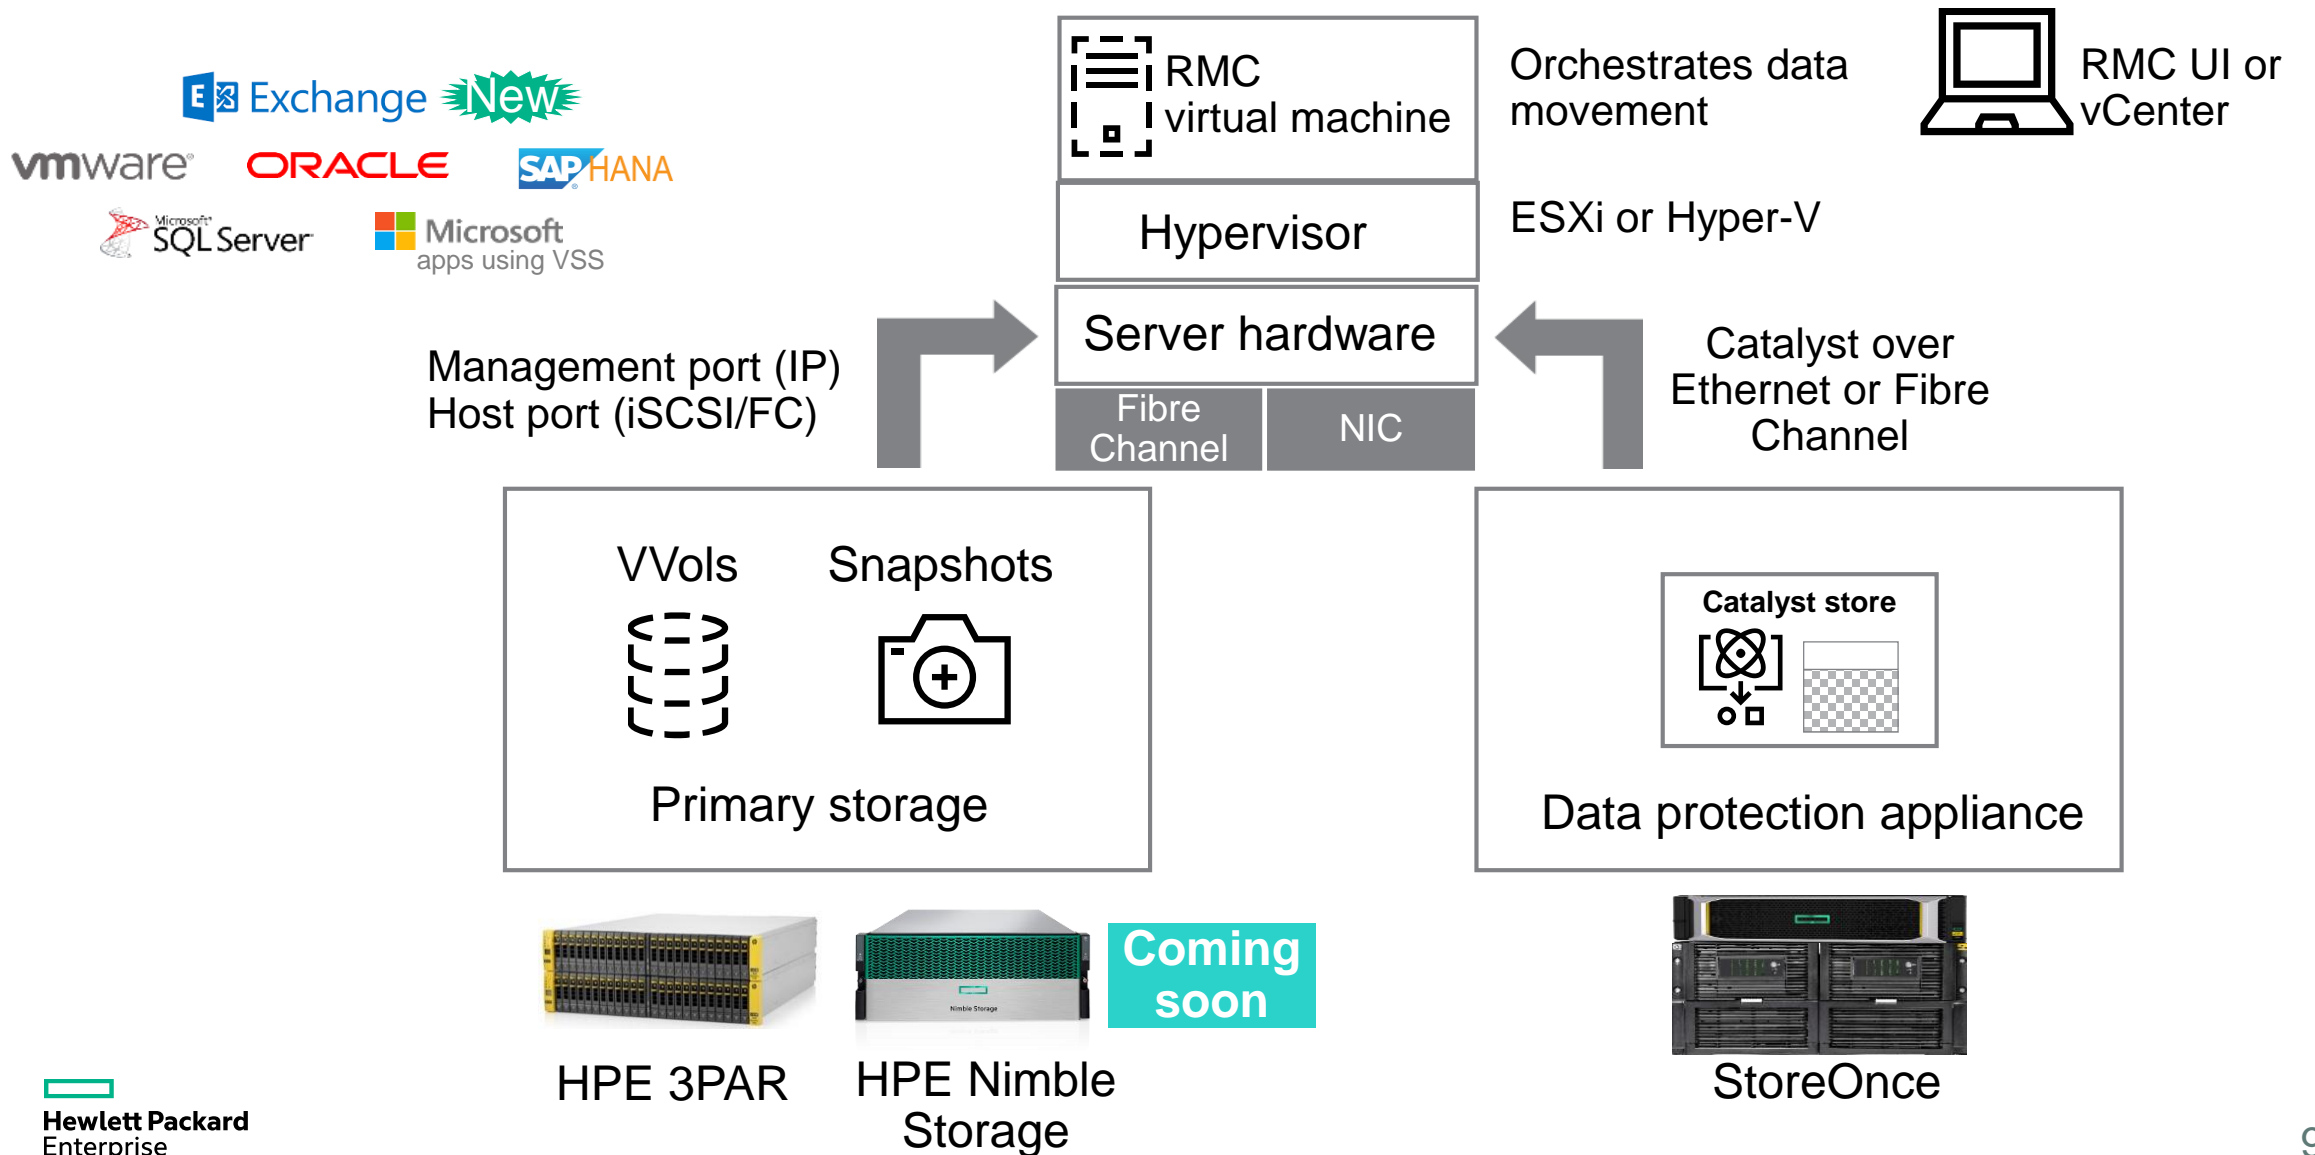 Exchange New
vmware®
ORACLE
SAP® HANA
Microsoft®
SQL Server
Microsoft
apps using VSS
RMC
virtual machine
Orchestrates data
movement
RMC UI or
vCenter
Hypervisor
ESXi or Hyper-V
Server hardware
Fibre
Channel
NIC
Management port (IP)
Host port (iSCSI/FC)
Catalyst over
Ethernet or Fibre
Channel
VVols
Snapshots
Primary storage
Catalyst store
Data protection appliance
Nimble Storage
Coming
soon
HPE 3PAR
HPE Nimble
Storage
StoreOnce
Hewlett Packard
Enterprise